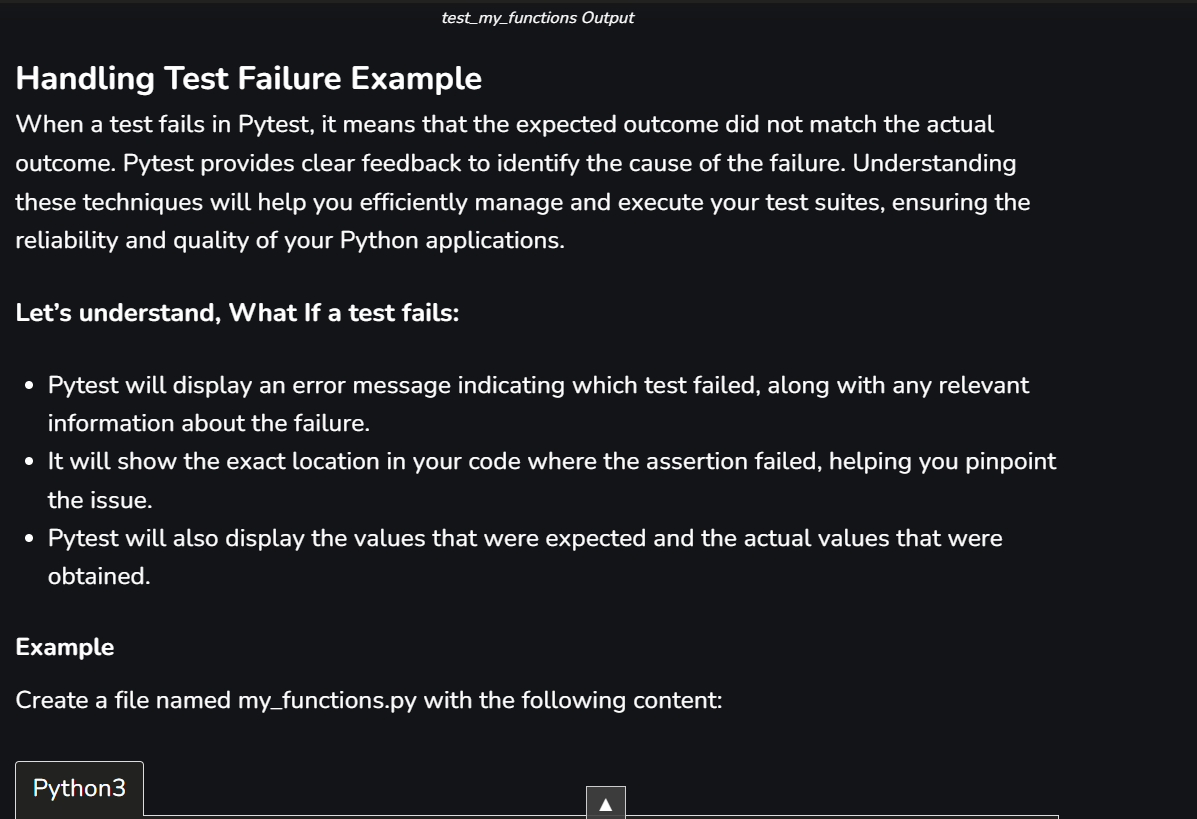 test_my_functions Output
Handling Test Failure Example
When a test fails in Pytest, it means that the expected outcome did not match the actual
outcome. Pytest provides clear feedback to identify the cause of the failure. Understanding
these techniques will help you efficiently manage and execute your test suites, ensuring the
reliability and quality of your Python applications.
Let’s understand, What If a test fails:
• Pytest will display an error message indicating which test failed, along with any relevant
information about the failure.
• It will show the exact location in your code where the assertion failed, helping you pinpoint
the issue.
• Pytest will also display the values that were expected and the actual values that were
obtained.
Example
Create a file named my_functions.py with the following content:
Python3